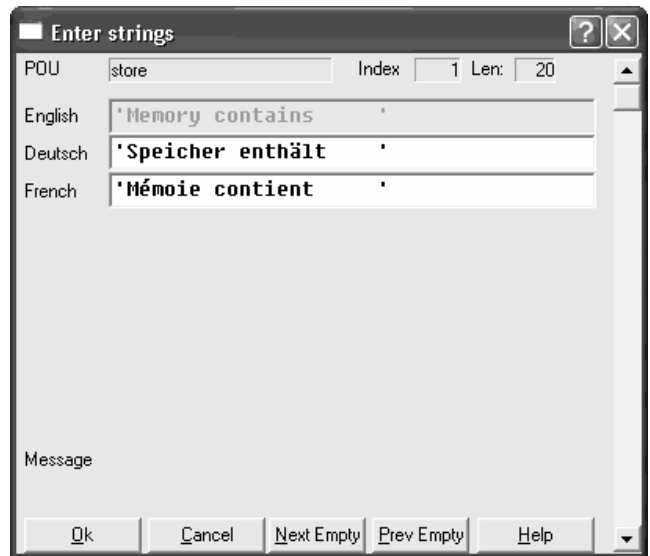 Enter strings
POU store Index 1 Len: 20
English 'Memory contains    '
Deutsch 'Speicher enthält    '
French 'Mémoie contient     '
Message
Ok Cancel Next Empty Prev Empty Help